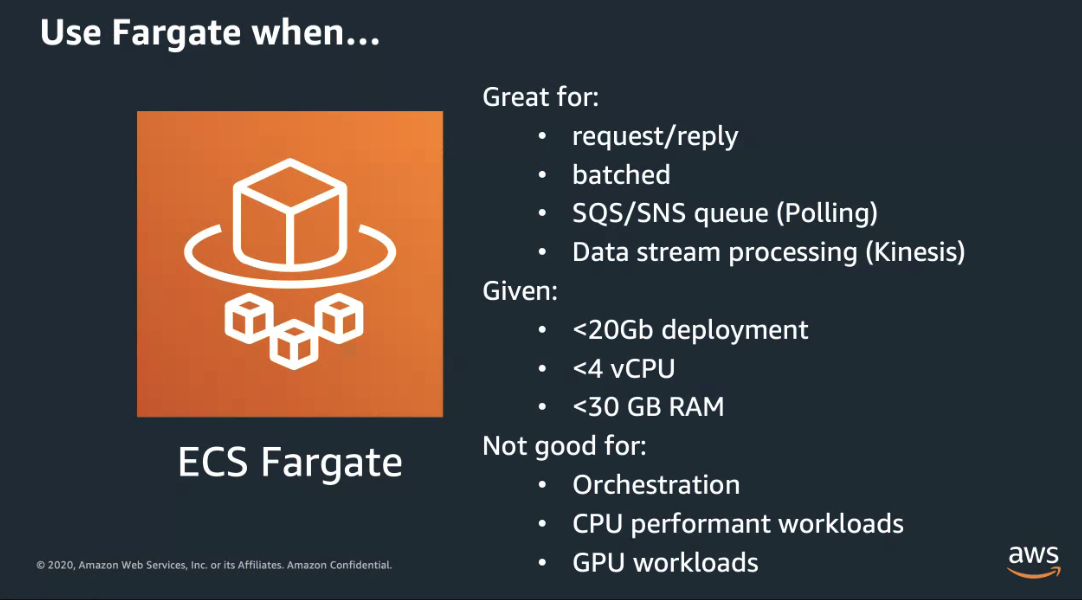 Use Fargate when...
Great for:
• request/reply
• batched
• SQS/SNS queue (Polling)
• Data stream processing (Kinesis)
Given:
• <20Gb deployment
• <4 vCPU
• <30 GB RAM
Not good for:
• Orchestration
• CPU performant workloads
• GPU workloads
ECS Fargate
© 2020, Amazon Web Services, Inc. or its Affiliates. Amazon Confidential.
aws